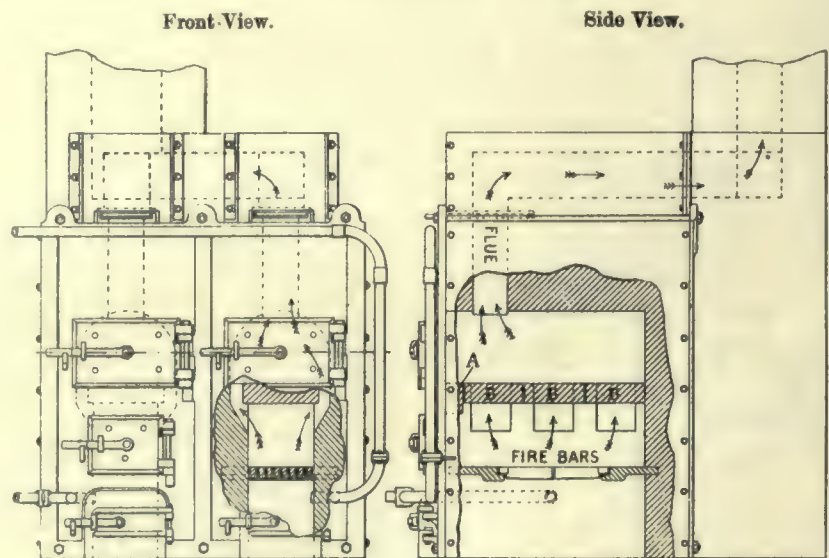 Front View.
Side View.
FLUE
A
B B B
FIRE BARS